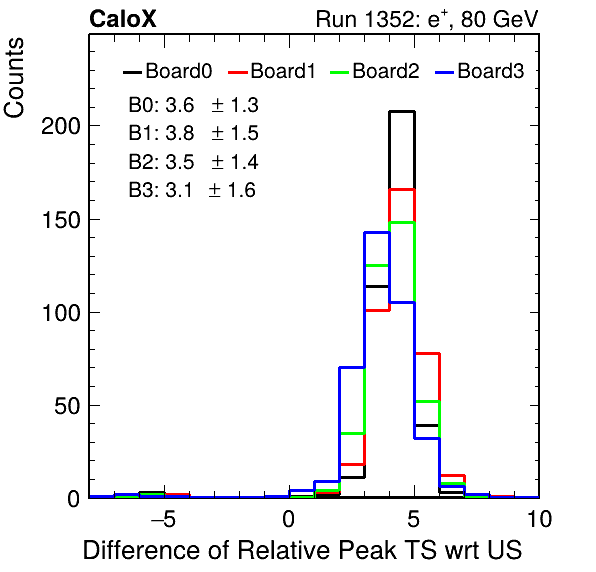 CaloX Run 1352: e⁺, 80 GeV
Counts
Board0 Board1 Board2 Board3
B0: 3.6 ± 1.3
B1: 3.8 ± 1.5
B2: 3.5 ± 1.4
B3: 3.1 ± 1.6
200
150
100
50
0
−5 0 5 10
Difference of Relative Peak TS wrt US